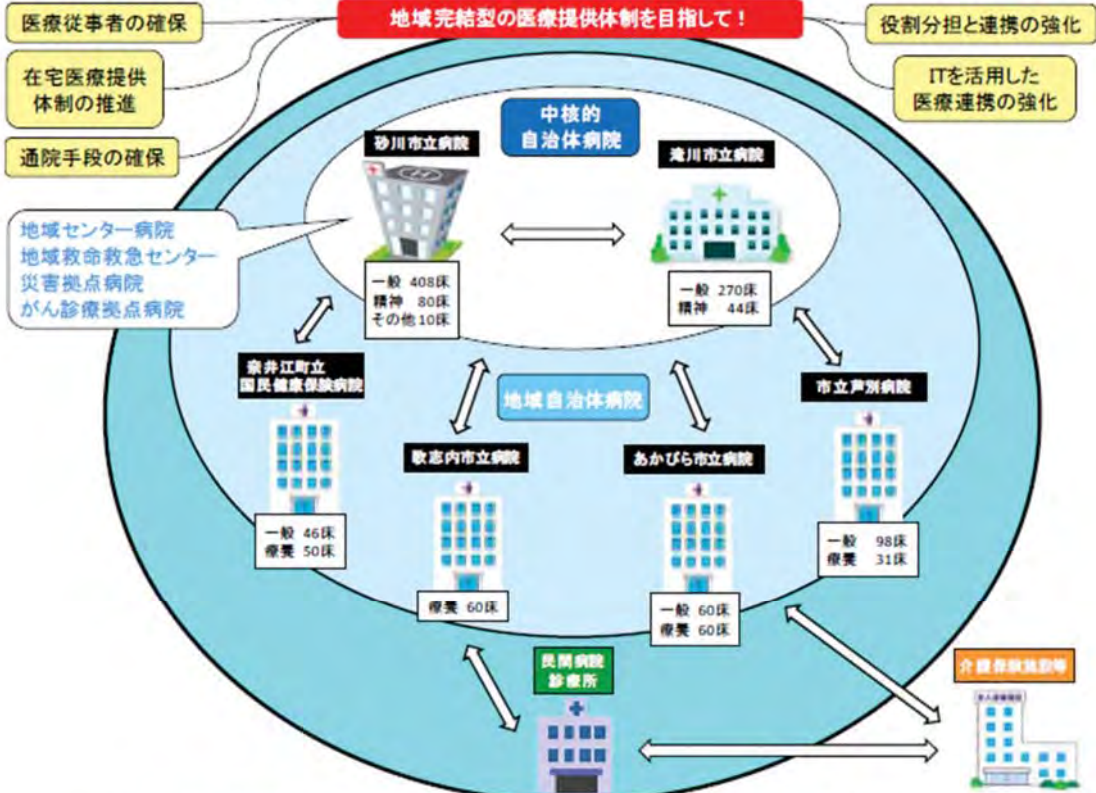 地域完結型の医療提供体制を目指して！
医療従事者の確保
在宅医療提供
体制の推進
通院手段の確保
役割分担と連携の強化
ITを活用した
医療連携の強化
中核的
自治体病院
砂川市立病院
滝川市立病院
地域センター病院
地域救命救急センター
災害拠点病院
がん診療拠点病院
一般 408床
精神 80床
その他 10床
一般 270床
精神 44床
奈井江町立
国民健康保険病院
地域自治体病院
市立芦別病院
歌志内市立病院
あかびら市立病院
一般 46床
療養 50床
療養 60床
一般 60床
療養 60床
一般 98床
療養 31床
民間病院
診療所
介護保険施設等